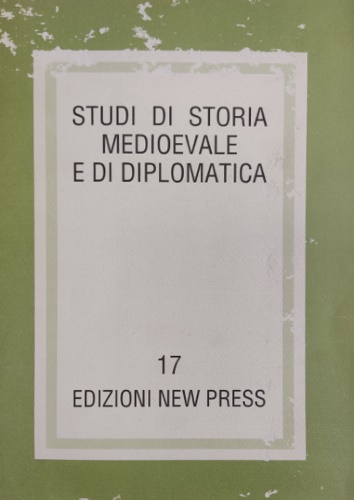 STUDI DI STORIA
MEDIOEVALE
E DI DIPLOMATICA
17
EDIZIONI NEW PRESS